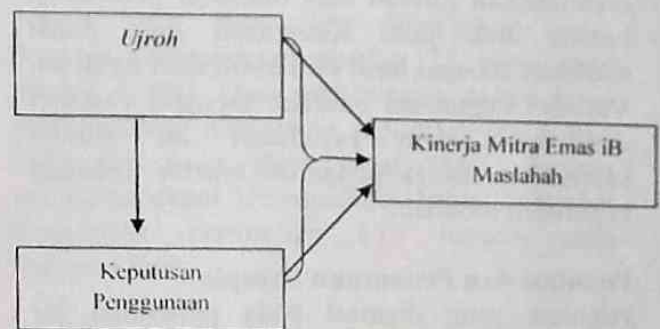 Ujroh
Kinerja Mitra Emas iB
Maslahah
Keputusan
Penggunaan